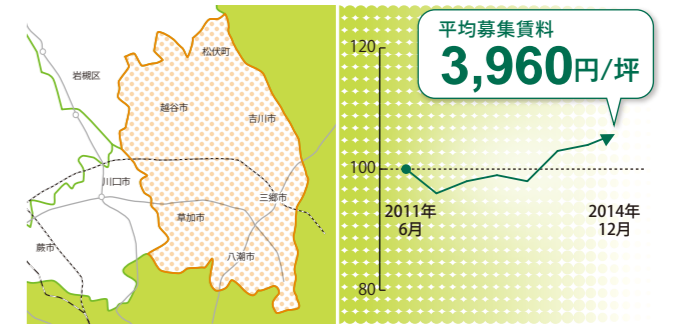 松伏町
岩槻区
越谷市
吉川市
川口市
三郷市
草加市
蕨市
八潮市
平均募集賃料
3,960円/坪
120
100
80
2011年
6月
2014年
12月